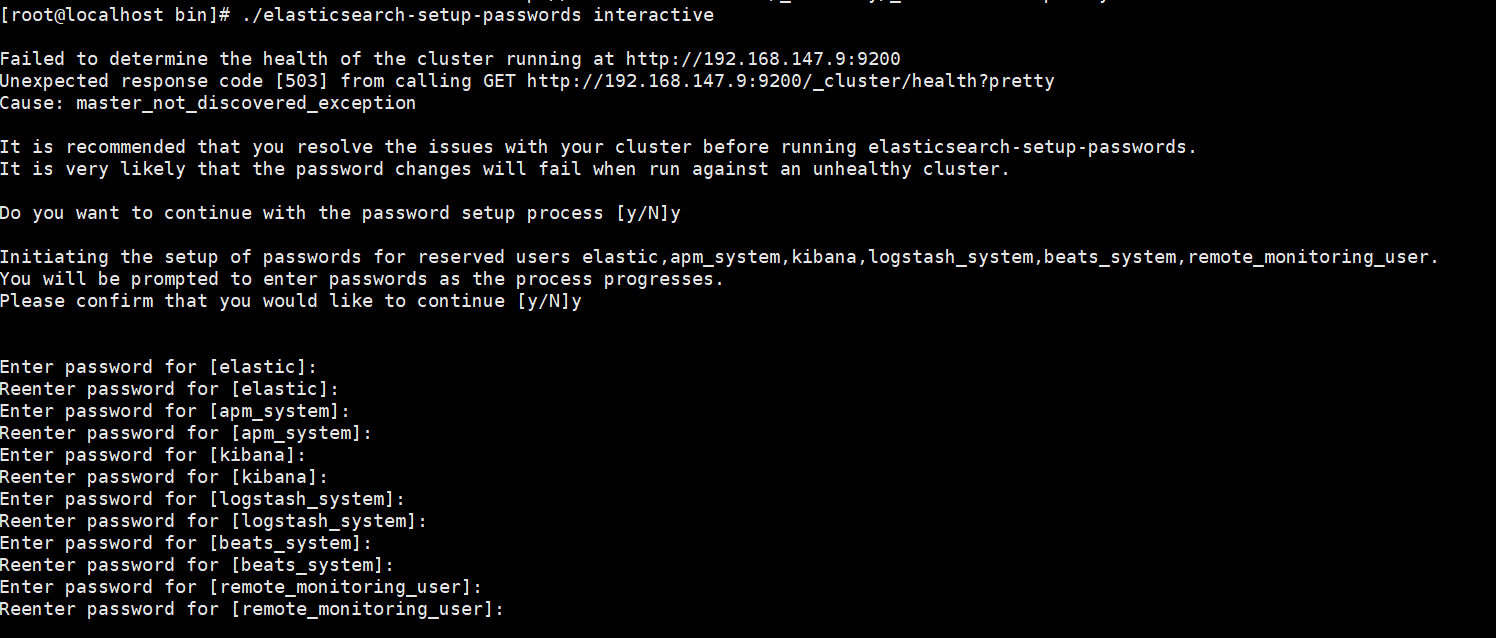 [root@localhost bin]# ./elasticsearch-setup-passwords interactive
Failed to determine the health of the cluster running at http://192.168.147.9:9200
Unexpected response code [503] from calling GET http://192.168.147.9:9200/_cluster/health?pretty
Cause: master_not_discovered_exception
It is recommended that you resolve the issues with your cluster before running elasticsearch-setup-passwords.
It is very likely that the password changes will fail when run against an unhealthy cluster.
Do you want to continue with the password setup process [y/N]y
Initiating the setup of passwords for reserved users elastic,apm_system,kibana,logstash_system,beats_system,remote_monitoring_user.
You will be prompted to enter passwords as the process progresses.
Please confirm that you would like to continue [y/N]y
Enter password for [elastic]:
Reenter password for [elastic]:
Enter password for [apm_system]:
Reenter password for [apm_system]:
Enter password for [kibana]:
Reenter password for [kibana]:
Enter password for [logstash_system]:
Reenter password for [logstash_system]:
Enter password for [beats_system]:
Reenter password for [beats_system]:
Enter password for [remote_monitoring_user]:
Reenter password for [remote_monitoring_user]: